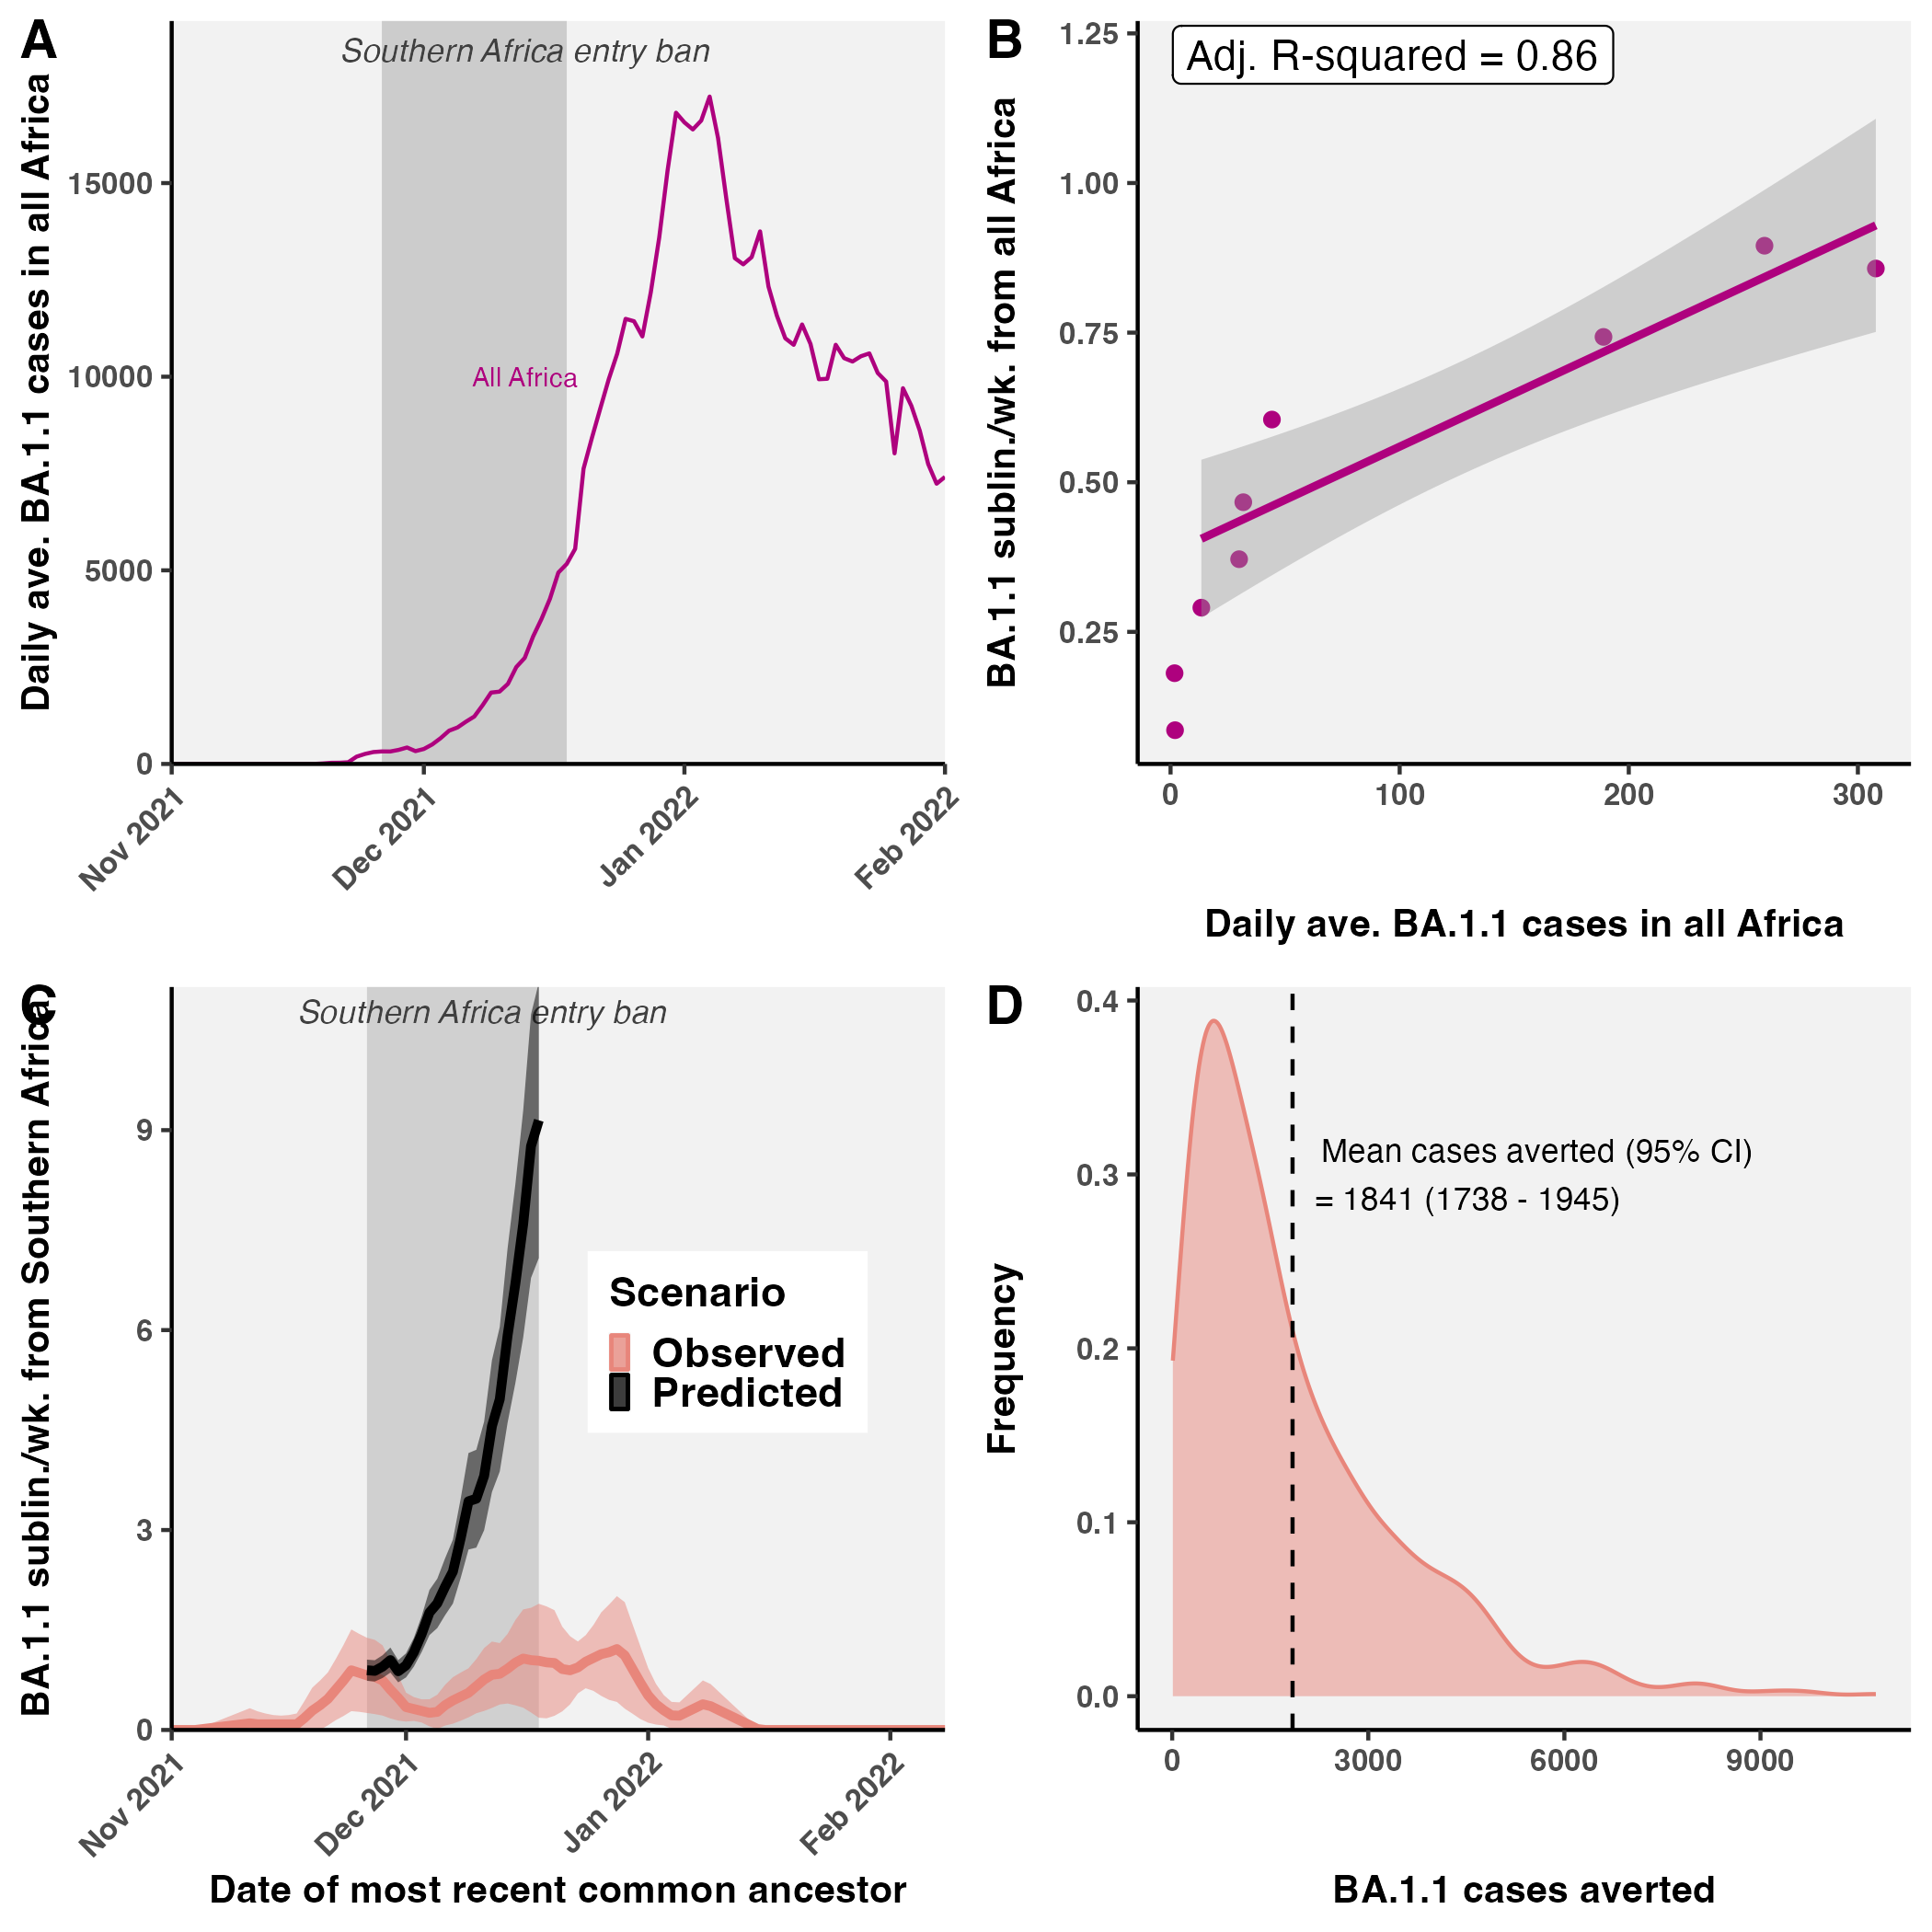 A
Southern Africa entry ban
Daily ave. BA.1.1 cases in all Africa
15000
10000
5000
0
All Africa
Nov 2021
Dec 2021
Jan 2022
Feb 2022
B
Adj. R-squared = 0.86
BA.1.1 sublin./wk. from all Africa
1.25
1.00
0.75
0.50
0.25
0
100
200
300
Daily ave. BA.1.1 cases in all Africa
C
Southern Africa entry ban
BA.1.1 sublin./wk. from Southern Africa
9
6
3
0
Scenario
Observed
Predicted
Nov 2021
Dec 2021
Jan 2022
Feb 2022
Date of most recent common ancestor
D
Frequency
0.4
0.3
0.2
0.1
0.0
Mean cases averted (95% CI)
= 1841 (1738 - 1945)
0
3000
6000
9000
BA.1.1 cases averted